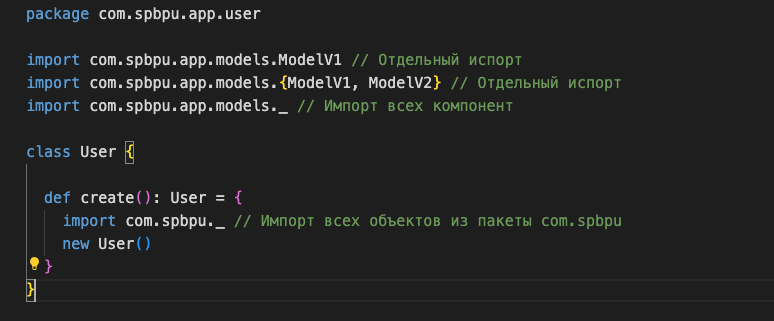 package com.spbpu.app.user
import com.spbpu.app.models.ModelV1 // Отдельный испорт
import com.spbpu.app.models.{ModelV1, ModelV2} // Отдельный испорт
import com.spbpu.app.models._ // Импорт всех компонент
class User {
def create(): User = {
import com.spbpu._ // Импорт всех объектов из пакеты com.spbpu
new User()
}
}